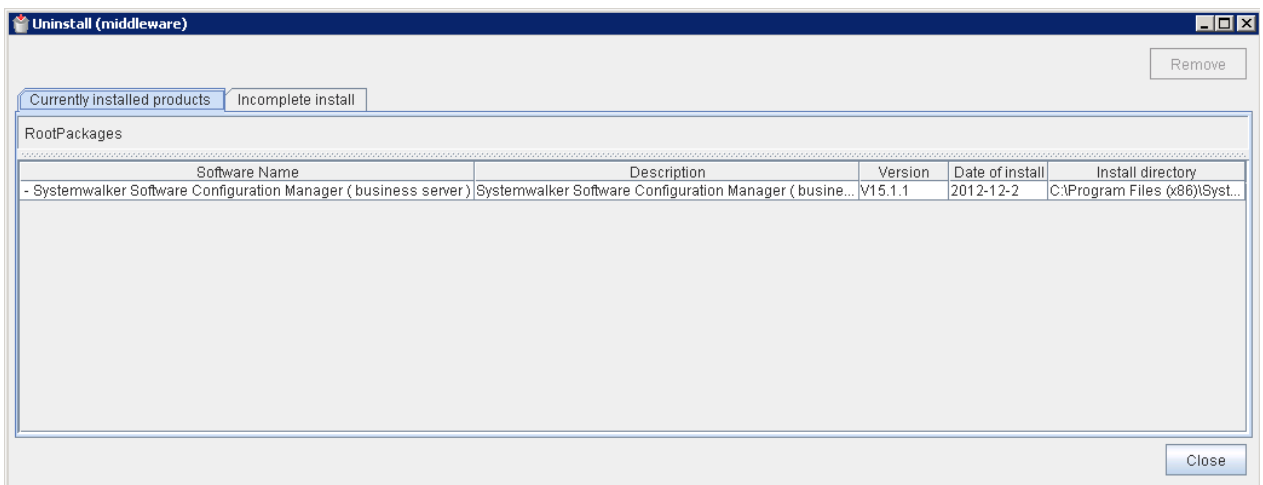 Uninstall (middleware)
Remove
Currently installed products Incomplete install
RootPackages
Software Name Description Version Date of install Install directory
- Systemwalker Software Configuration Manager ( business server ) Systemwalker Software Configuration Manager ( busine... V15.1.1 2012-12-2 C:\Program Files (x86)\Syst...
Close